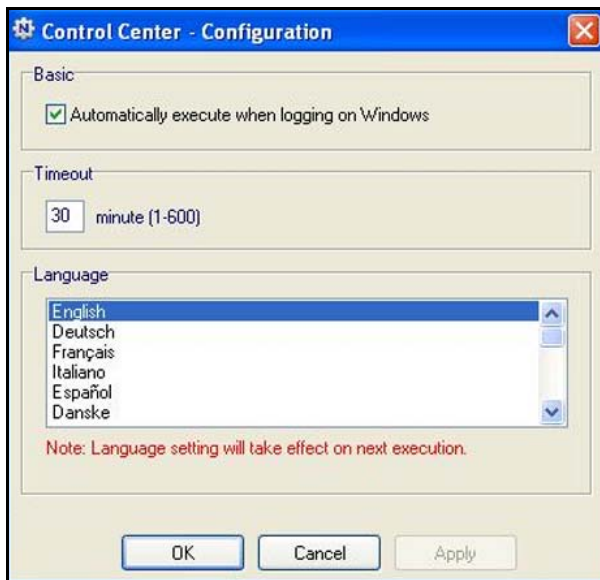 Control Center - Configuration
Basic
Automatically execute when logging on Windows
Timeout
30 minute (1-600)
Language
English
Deutsch
Français
Italiano
Español
Danske
Note: Language setting will take effect on next execution.
OK Cancel Apply